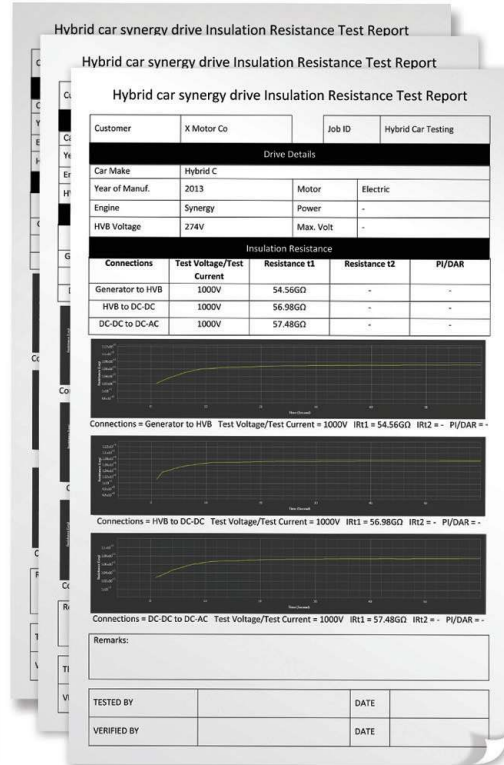 Hybrid car synergy drive Insulation Resistance Test Report
Hybrid car synergy drive Insulation Resistance Test Report
Hybrid car synergy drive Insulation Resistance Test Report
Customer X Motor Co Job ID Hybrid Car Testing
Drive Details
Car Make Hybrid C
Year of Manuf. 2013 Motor Electric
Engine Synergy Power -
HVB Voltage 274V Max. Volt -
Insulation Resistance
Connections Test Voltage/Test Current Resistance t1 Resistance t2 PI/DAR
Generator to HVB 1000V 54.56GΩ - -
HVB to DC-DC 1000V 56.98GΩ - -
DC-DC to DC-AC 1000V 57.48GΩ - -
Connections = Generator to HVB Test Voltage/Test Current = 1000V IRt1 = 54.56GΩ IRt2 = - PI/DAR = -
Connections = HVB to DC-DC Test Voltage/Test Current = 1000V IRt1 = 56.98GΩ IRt2 = - PI/DAR = -
Connections = DC-DC to DC-AC Test Voltage/Test Current = 1000V IRt1 = 57.48GΩ IRt2 = - PI/DAR = -
Remarks:
TESTED BY DATE
VERIFIED BY DATE